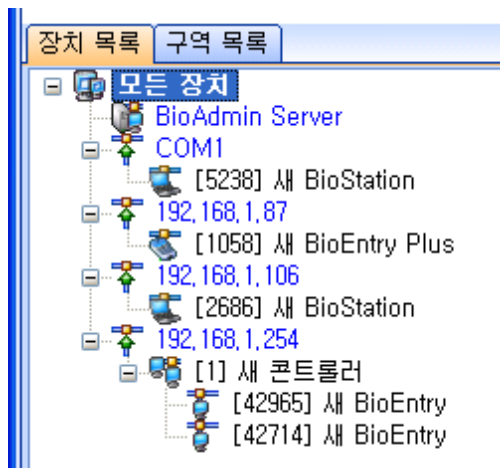 장치 목록 구역 목록
모든 장치
BioAdmin Server
COM1
[5238] 새 BioStation
192,168,1,87
[1058] 새 BioEntry Plus
192,168,1,106
[2686] 새 BioStation
192,168,1,254
[1] 새 콘트롤러
[42965] 새 BioEntry
[42714] 새 BioEntry